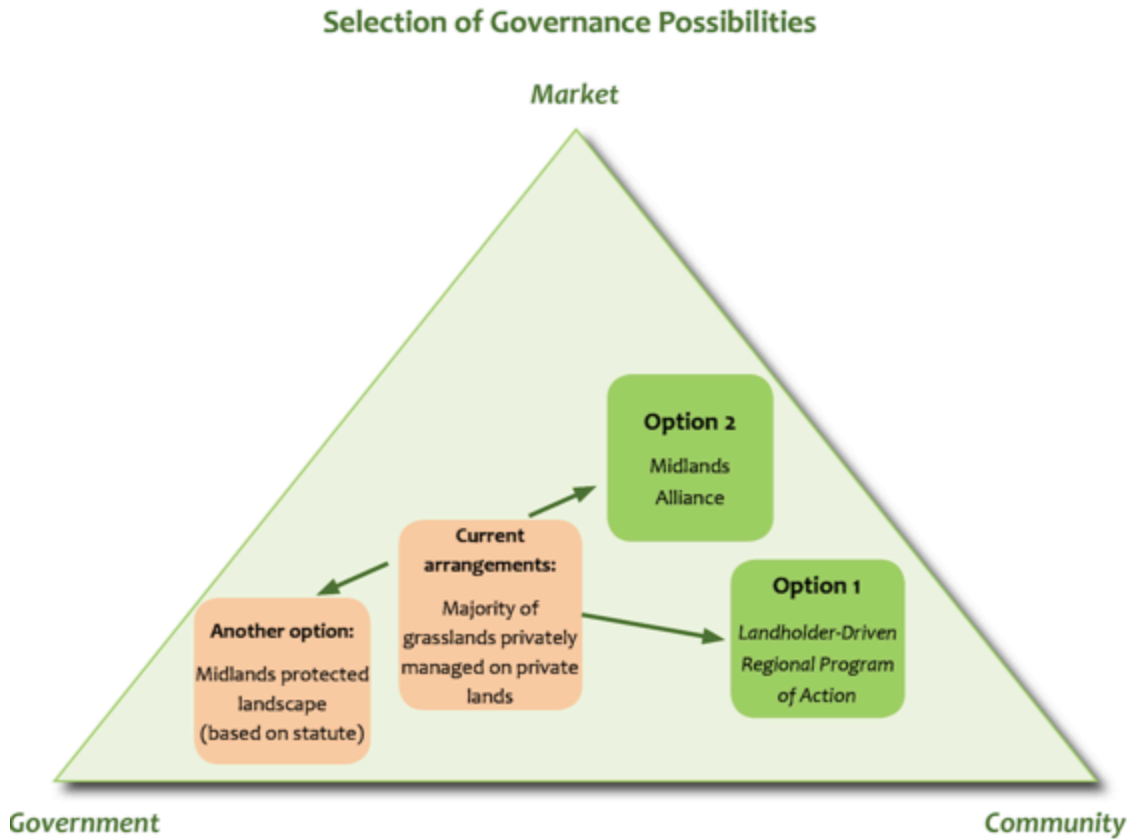 Selection of Governance Possibilities
Market
Option 2
Midlands
Alliance
Current
arrangements:
Majority of
grasslands privately
managed on private
lands
Option 1
Landholder-Driven
Regional Program
of Action
Another option:
Midlands protected
landscape
(based on statute)
Government
Community